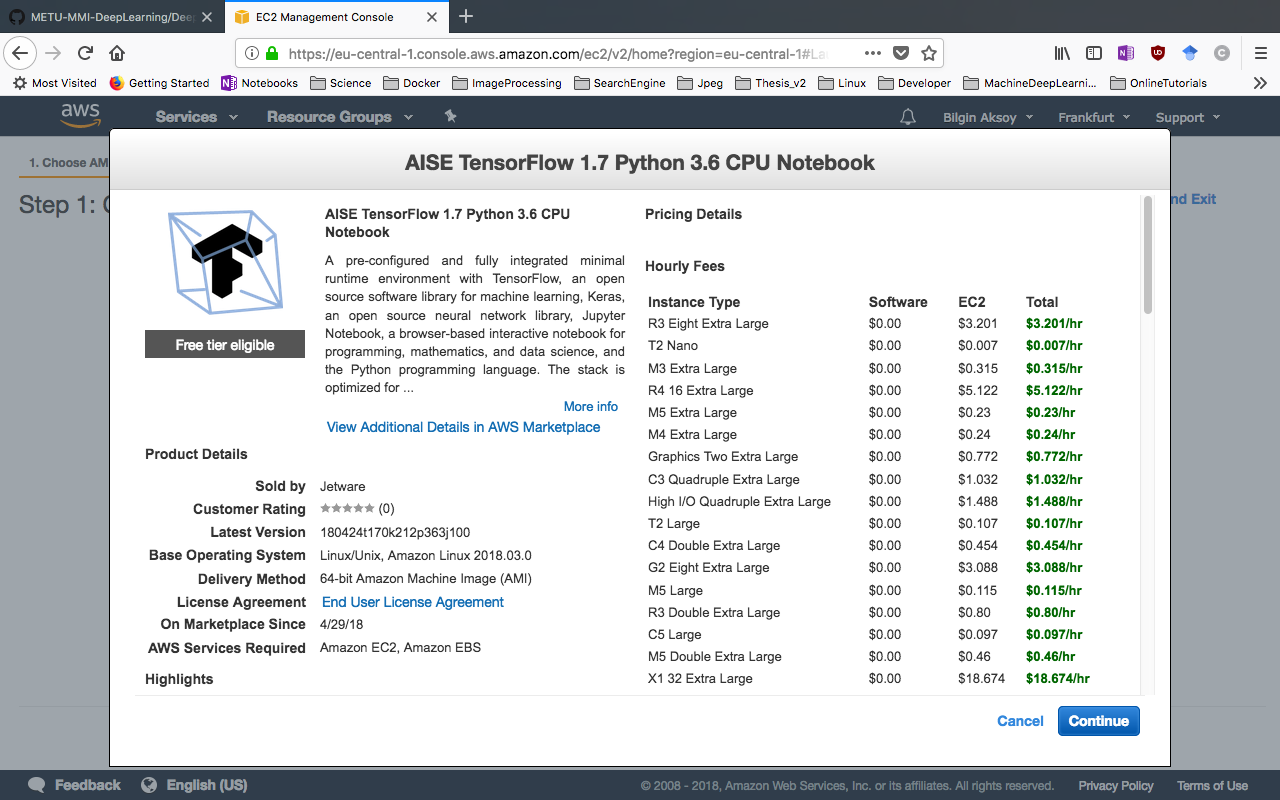 METU-MMI-DeepLearning/Dee
EC2 Management Console
https://eu-central-1.console.aws.amazon.com/ec2/v2/home?region=eu-central-1#La
Most Visited Getting Started Notebooks Science Docker ImageProcessing SearchEngine Jpeg Thesis_v2 Linux Developer MachineDeepLearni... OnlineTutorials
aws Services Resource Groups Bilgin Aksoy Frankfurt Support
1. Choose AM
Step 1: C
nd Exit
AISE TensorFlow 1.7 Python 3.6 CPU Notebook
Free tier eligible
AISE TensorFlow 1.7 Python 3.6 CPU
Notebook
A pre-configured and fully integrated minimal
runtime environment with TensorFlow, an open
source software library for machine learning, Keras,
an open source neural network library, Jupyter
Notebook, a browser-based interactive notebook for
programming, mathematics, and data science, and
the Python programming language. The stack is
optimized for ...
More info
View Additional Details in AWS Marketplace
Product Details
Sold by Jetware
Customer Rating ★★★★★ (0)
Latest Version 180424t170k212p363j100
Base Operating System Linux/Unix, Amazon Linux 2018.03.0
Delivery Method 64-bit Amazon Machine Image (AMI)
License Agreement End User License Agreement
On Marketplace Since 4/29/18
AWS Services Required Amazon EC2, Amazon EBS
Highlights
Pricing Details
Hourly Fees
Instance Type Software EC2 Total
R3 Eight Extra Large $0.00 $3.201 $3.201/hr
T2 Nano $0.00 $0.007 $0.007/hr
M3 Extra Large $0.00 $0.315 $0.315/hr
R4 16 Extra Large $0.00 $5.122 $5.122/hr
M5 Extra Large $0.00 $0.23 $0.23/hr
M4 Extra Large $0.00 $0.24 $0.24/hr
Graphics Two Extra Large $0.00 $0.772 $0.772/hr
C3 Quadruple Extra Large $0.00 $1.032 $1.032/hr
High I/O Quadruple Extra Large $0.00 $1.488 $1.488/hr
T2 Large $0.00 $0.107 $0.107/hr
C4 Double Extra Large $0.00 $0.454 $0.454/hr
G2 Eight Extra Large $0.00 $3.088 $3.088/hr
M5 Large $0.00 $0.115 $0.115/hr
R3 Double Extra Large $0.00 $0.80 $0.80/hr
C5 Large $0.00 $0.097 $0.097/hr
M5 Double Extra Large $0.00 $0.46 $0.46/hr
X1 32 Extra Large $0.00 $18.674 $18.674/hr
Cancel Continue
Feedback English (US) © 2008 - 2018, Amazon Web Services, Inc. or its affiliates. All rights reserved. Privacy Policy Terms of Use